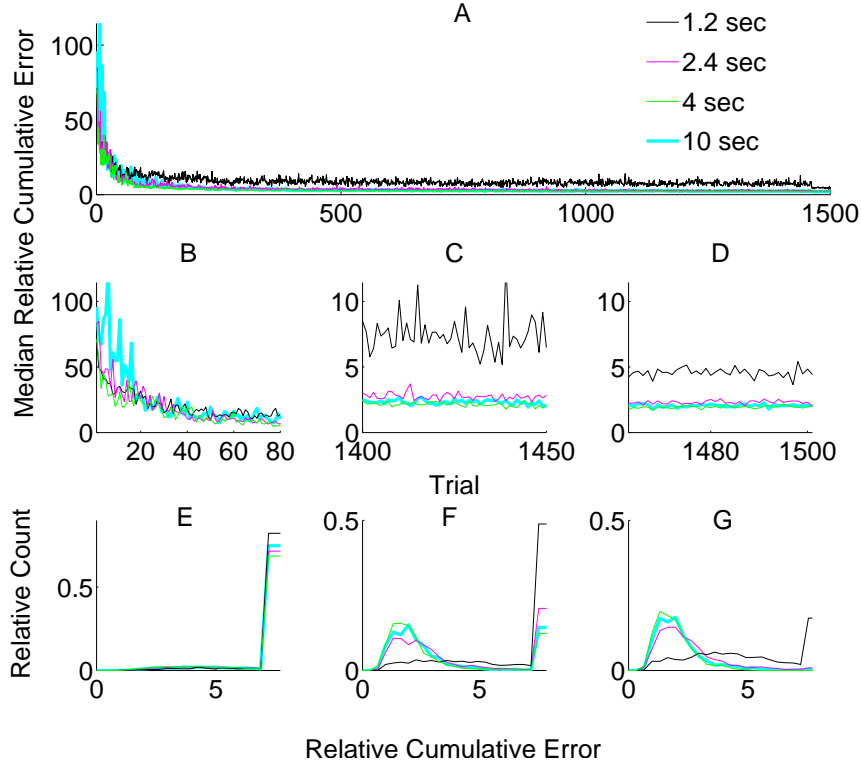 A
1.2 sec
2.4 sec
4 sec
10 sec
Median Relative Cumulative Error
100
50
0
0
500
1000
1500
B
100
50
0
20
40
60
80
C
10
5
0
1400
1450
D
10
5
0
1480
1500
Trial
E
Relative Count
0.5
0
0
5
F
0.5
0
0
5
G
0.5
0
0
5
Relative Cumulative Error